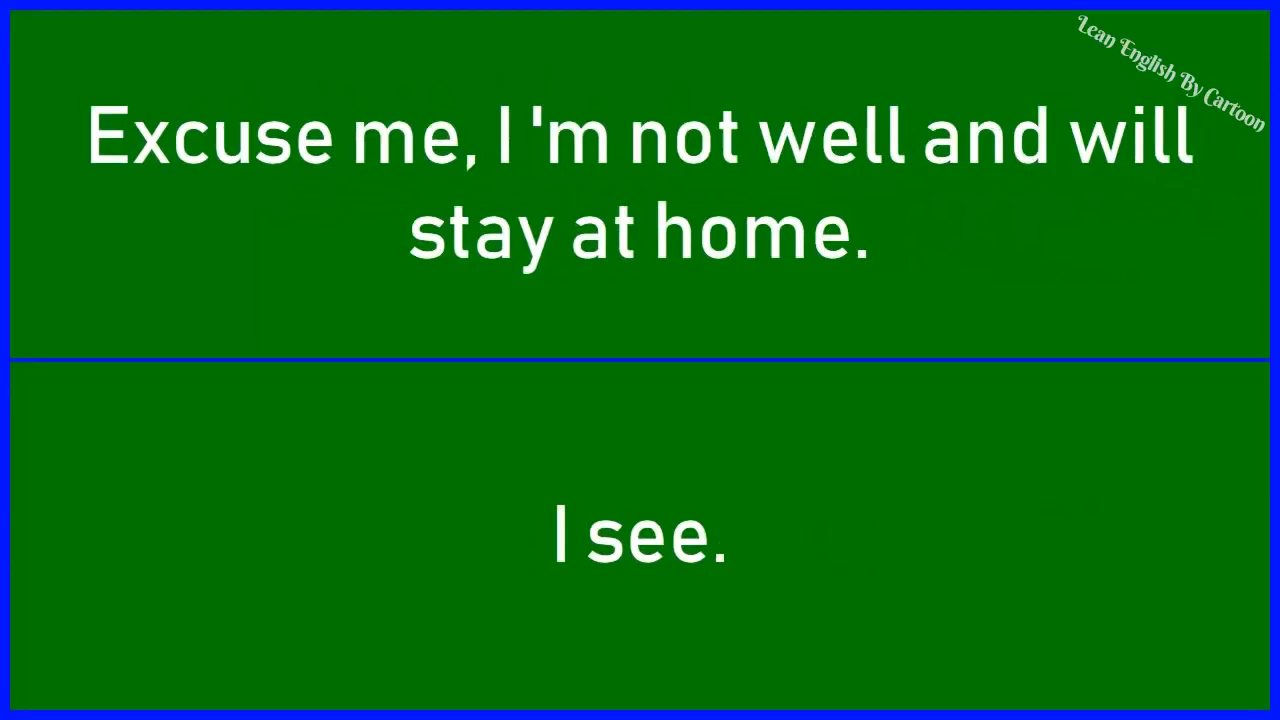 Lean English By Cartoon
Excuse me, I 'm not well and will
stay at home.
I see.